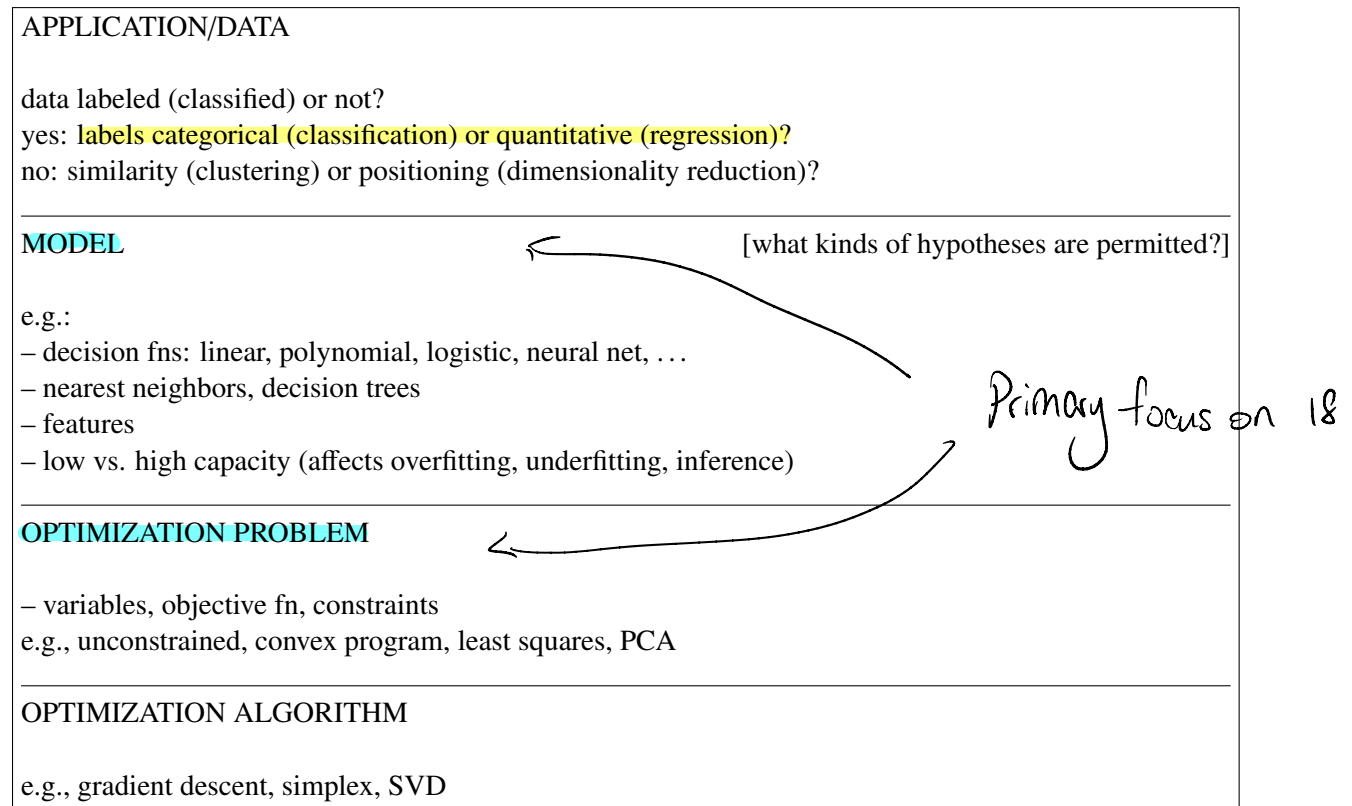 APPLICATION/DATA
data labeled (classified) or not?
yes: labels categorical (classification) or quantitative (regression)?
no: similarity (clustering) or positioning (dimensionality reduction)?
MODEL [what kinds of hypotheses are permitted?]
e.g.:
– decision fns: linear, polynomial, logistic, neural net, . . .
– nearest neighbors, decision trees
– features
– low vs. high capacity (affects overfitting, underfitting, inference)
Primary focus on 18
OPTIMIZATION PROBLEM
– variables, objective fn, constraints
e.g., unconstrained, convex program, least squares, PCA
OPTIMIZATION ALGORITHM
e.g., gradient descent, simplex, SVD